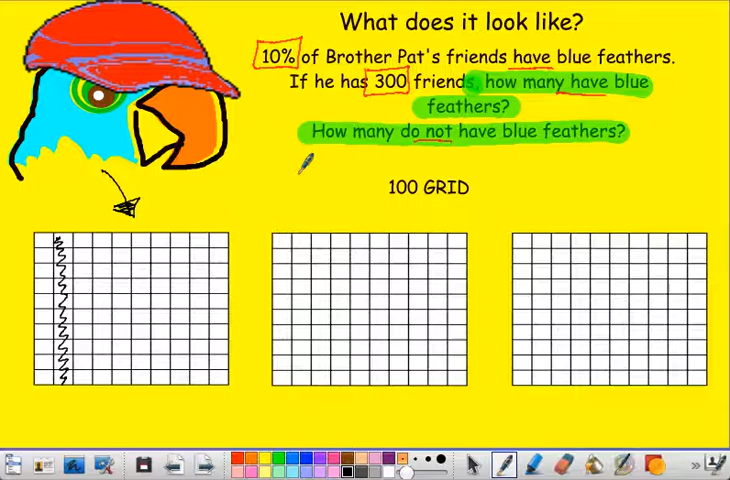 What does it look like?
10% of Brother Pat's friends have blue feathers.
If he has 300 friends, how many have blue
feathers?
How many do not have blue feathers?
100 GRID